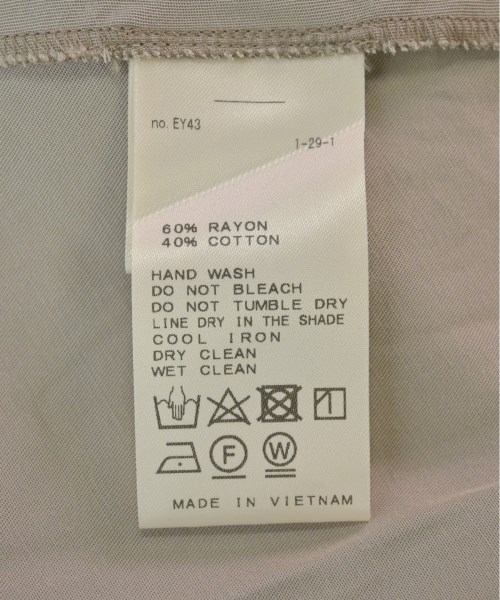 no. EY43
1-29-1
60% RAYON
40% COTTON
HAND WASH
DO NOT BLEACH
DO NOT TUMBLE DRY
LINE DRY IN THE SHADE
COOL IRON
DRY CLEAN
WET CLEAN
F W
MADE IN VIETNAM